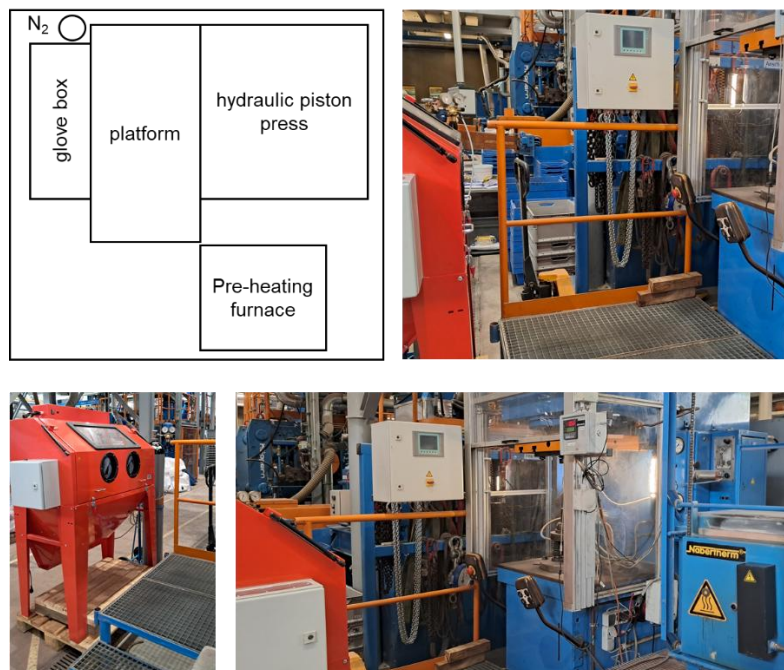 N₂
glove box
platform
hydraulic piston
press
Pre-heating
furnace
Nabertherm